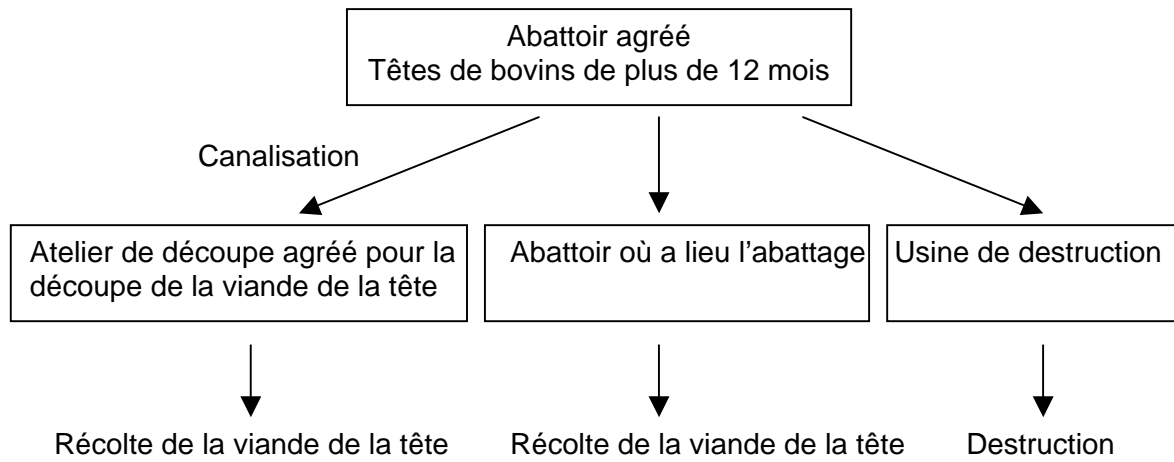 Abattoir agréé
Têtes de bovins de plus de 12 mois
Canalisation
Atelier de découpe agréé pour la
découpe de la viande de la tête
Abattoir où a lieu l'abattage
Usine de destruction
Récolte de la viande de la tête
Récolte de la viande de la tête
Destruction